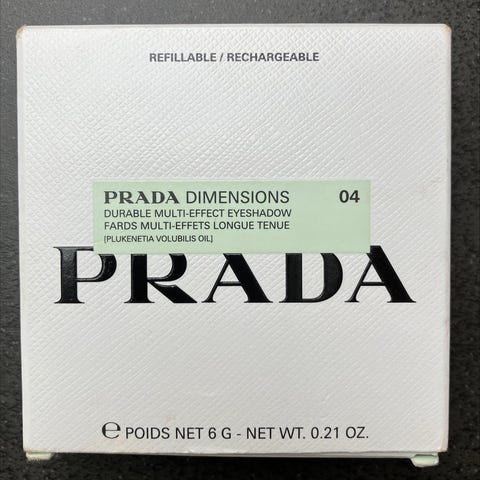 REFILLABLE / RECHARGEABLE
PRADA DIMENSIONS 04
DURABLE MULTI-EFFECT EYESHADOW
FARDS MULTI-EFFETS LONGUE TENUE
[PLUKENETIA VOLUBILIS OIL]
PRADA
℮ POIDS NET 6 G - NET WT. 0.21 OZ.